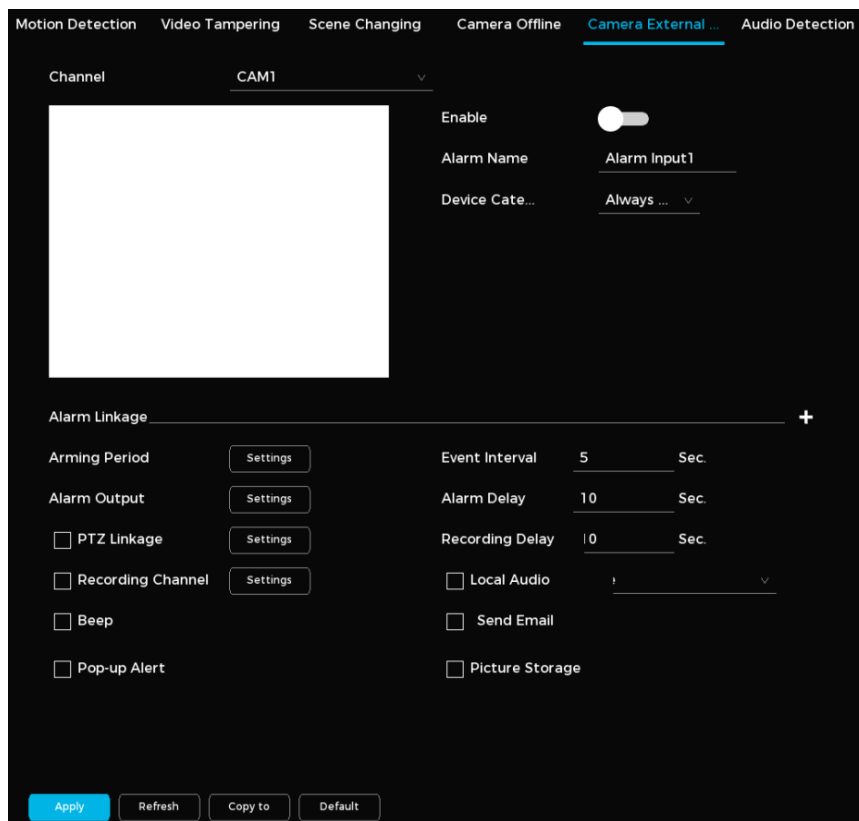 Motion Detection Video Tampering Scene Changing Camera Offline Camera External ... Audio Detection
Channel CAM1
Enable
Alarm Name Alarm Input1
Device Cate... Always ...
Alarm Linkage
Arming Period Settings Event Interval 5 Sec.
Alarm Output Settings Alarm Delay 10 Sec.
PTZ Linkage Settings Recording Delay 10 Sec.
Recording Channel Settings Local Audio
Beep Send Email
Pop-up Alert Picture Storage
Apply Refresh Copy to Default